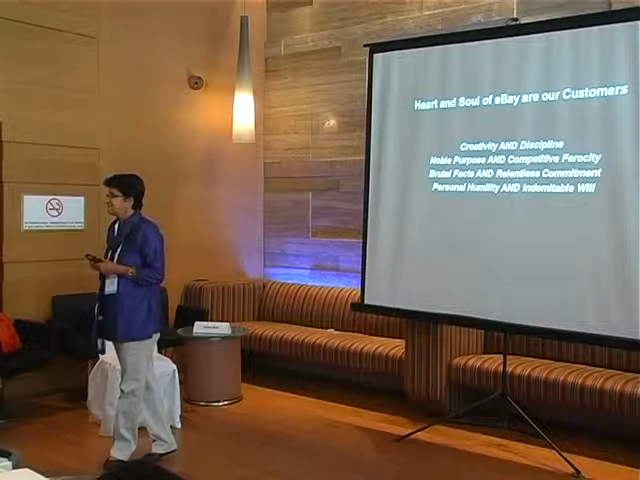 Heart and Soul of eBay are our Customers
Creativity AND Discipline
Noble Purpose AND Competitive Ferocity
Brutal Facts AND Relentless Commitment
Personal Humility AND Indomitable Will